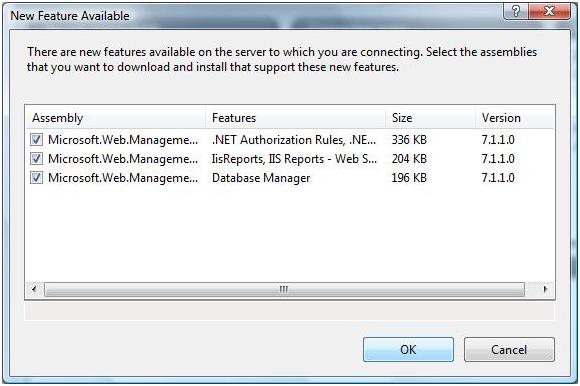 New Feature Available
There are new features available on the server to which you are connecting. Select the assemblies
that you want to download and install that support these new features.
Assembly Features Size Version
Microsoft.Web.Manageme... .NET Authorization Rules, .NE... 336 KB 7.1.1.0
Microsoft.Web.Manageme... IisReports, IIS Reports - Web S... 204 KB 7.1.1.0
Microsoft.Web.Manageme... Database Manager 196 KB 7.1.1.0
OK Cancel